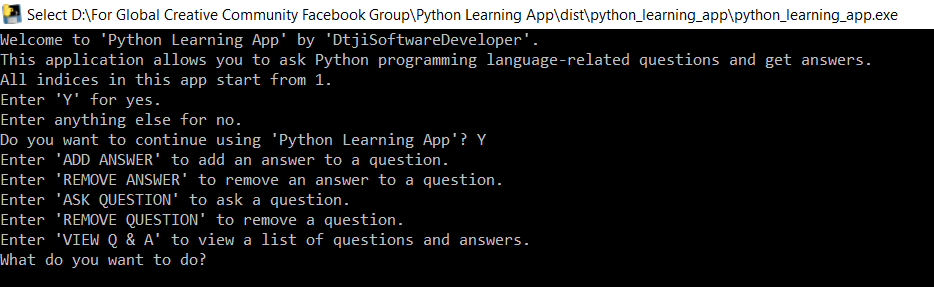 Select D:\For Global Creative Community Facebook Group\Python Learning App\dist\python_learning_app\python_learning_app.exe
Welcome to 'Python Learning App' by 'DtjiSoftwareDeveloper'.
This application allows you to ask Python programming language-related questions and get answers.
All indices in this app start from 1.
Enter 'Y' for yes.
Enter anything else for no.
Do you want to continue using 'Python Learning App'? Y
Enter 'ADD ANSWER' to add an answer to a question.
Enter 'REMOVE ANSWER' to remove an answer to a question.
Enter 'ASK QUESTION' to ask a question.
Enter 'REMOVE QUESTION' to remove a question.
Enter 'VIEW Q & A' to view a list of questions and answers.
What do you want to do?